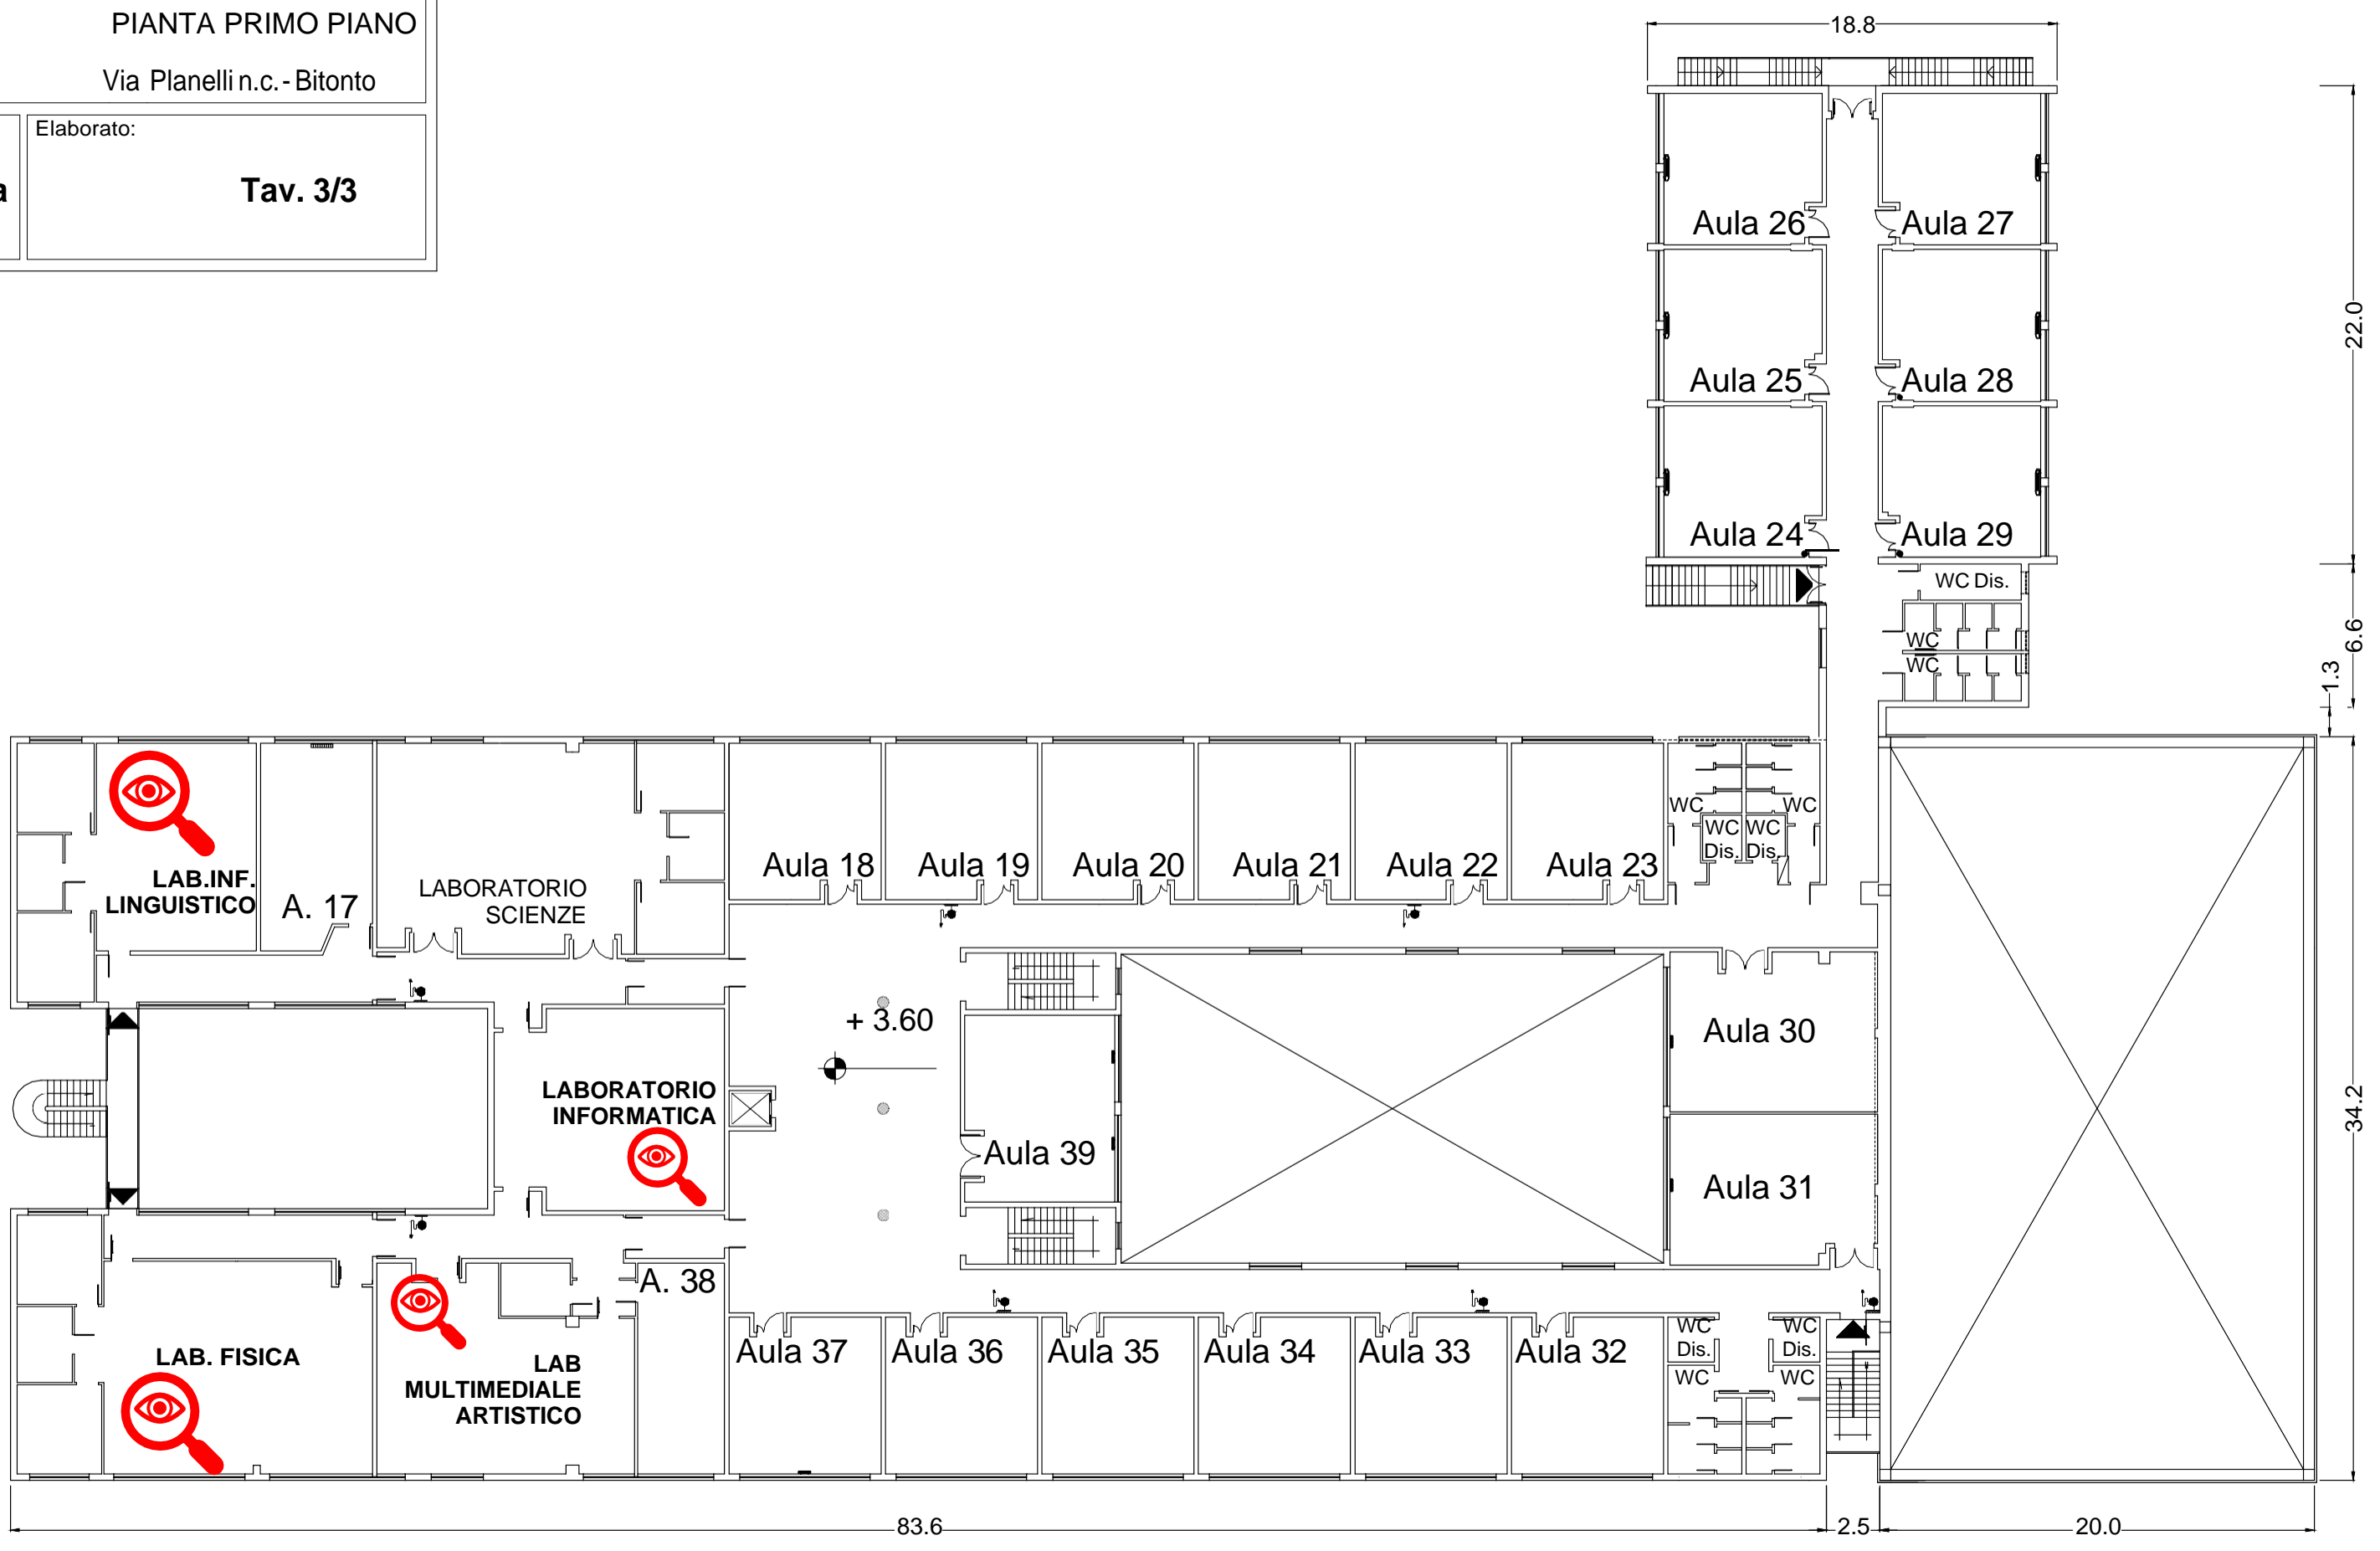 PIANTA PRIMO PIANO
Via Planelli n.c. - Bitonto
Elaborato:
a
Tav. 3/3
18.8
Aula 26
Aula 27
Aula 25
Aula 28
22.0
Aula 24
Aula 29
WC Dis.
WC
WC
6.6
1.3
LAB.INF.
LINGUISTICO
A. 17
LABORATORIO
SCIENZE
Aula 18
Aula 19
Aula 20
Aula 21
Aula 22
Aula 23
WC
WC
WC
Dis.
WC
Dis.
+ 3.60
LABORATORIO
INFORMATICA
Aula 39
Aula 30
Aula 31
34.2
A. 38
LAB. FISICA
LAB
MULTIMEDIALE
ARTISTICO
Aula 37
Aula 36
Aula 35
Aula 34
Aula 33
Aula 32
WC
Dis.
WC
Dis.
WC
WC
83.6
2.5
20.0